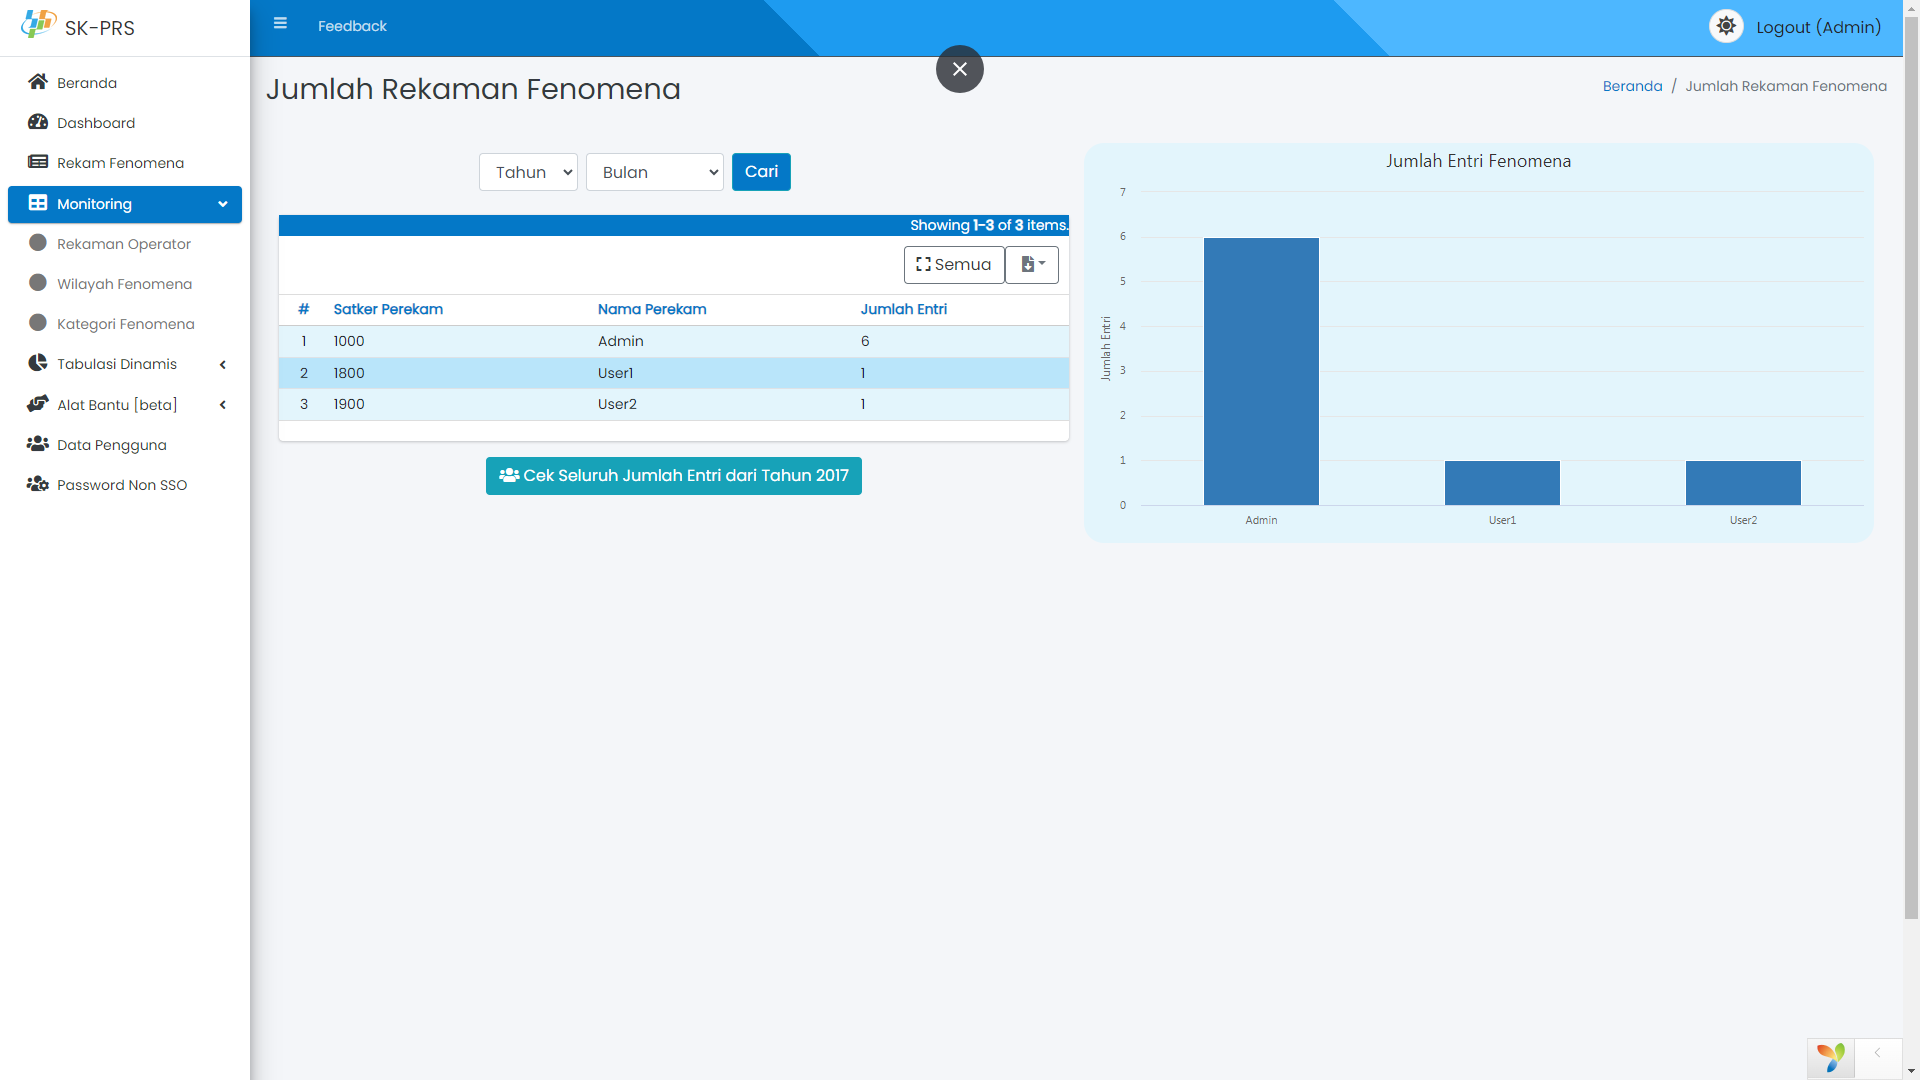 SK-PRS
Feedback
Logout (Admin)
Beranda
Dashboard
Rekam Fenomena
Monitoring
Rekaman Operator
Wilayah Fenomena
Kategori Fenomena
Tabulasi Dinamis
Alat Bantu [beta]
Data Pengguna
Password Non SSO
Jumlah Rekaman Fenomena
Beranda / Jumlah Rekaman Fenomena
Tahun Bulan Cari
Showing 1-3 of 3 items.
Semua
# Satker Perekam Nama Perekam Jumlah Entri
1 1000 Admin 6
2 1800 User1 1
3 1900 User2 1
Cek Seluruh Jumlah Entri dari Tahun 2017
Jumlah Entri Fenomena
Jumlah Entri
7
6
5
4
3
2
1
0
Admin User1 User2